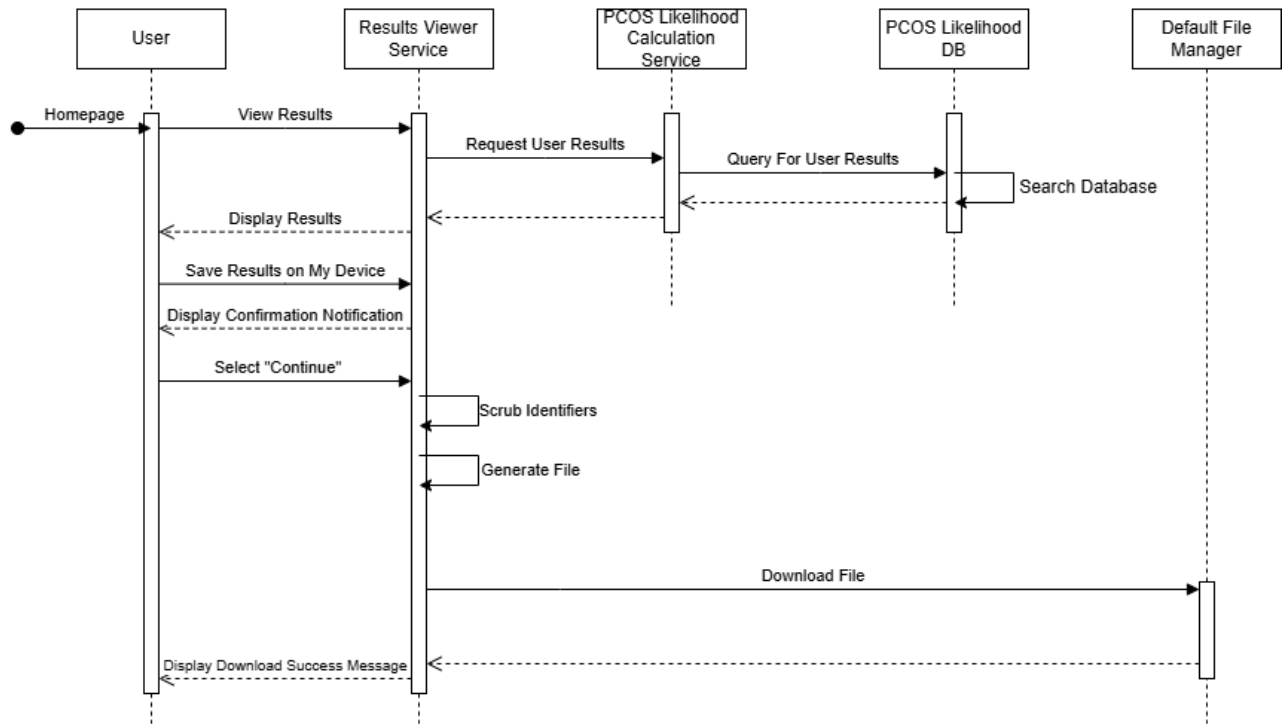 User
Results Viewer
Service
PCOS Likelihood
Calculation
Service
PCOS Likelihood
DB
Default File
Manager
Homepage
View Results
Request User Results
Query For User Results
Search Database
Display Results
Save Results on My Device
Display Confirmation Notification
Select "Continue"
Scrub Identifiers
Generate File
Download File
Display Download Success Message